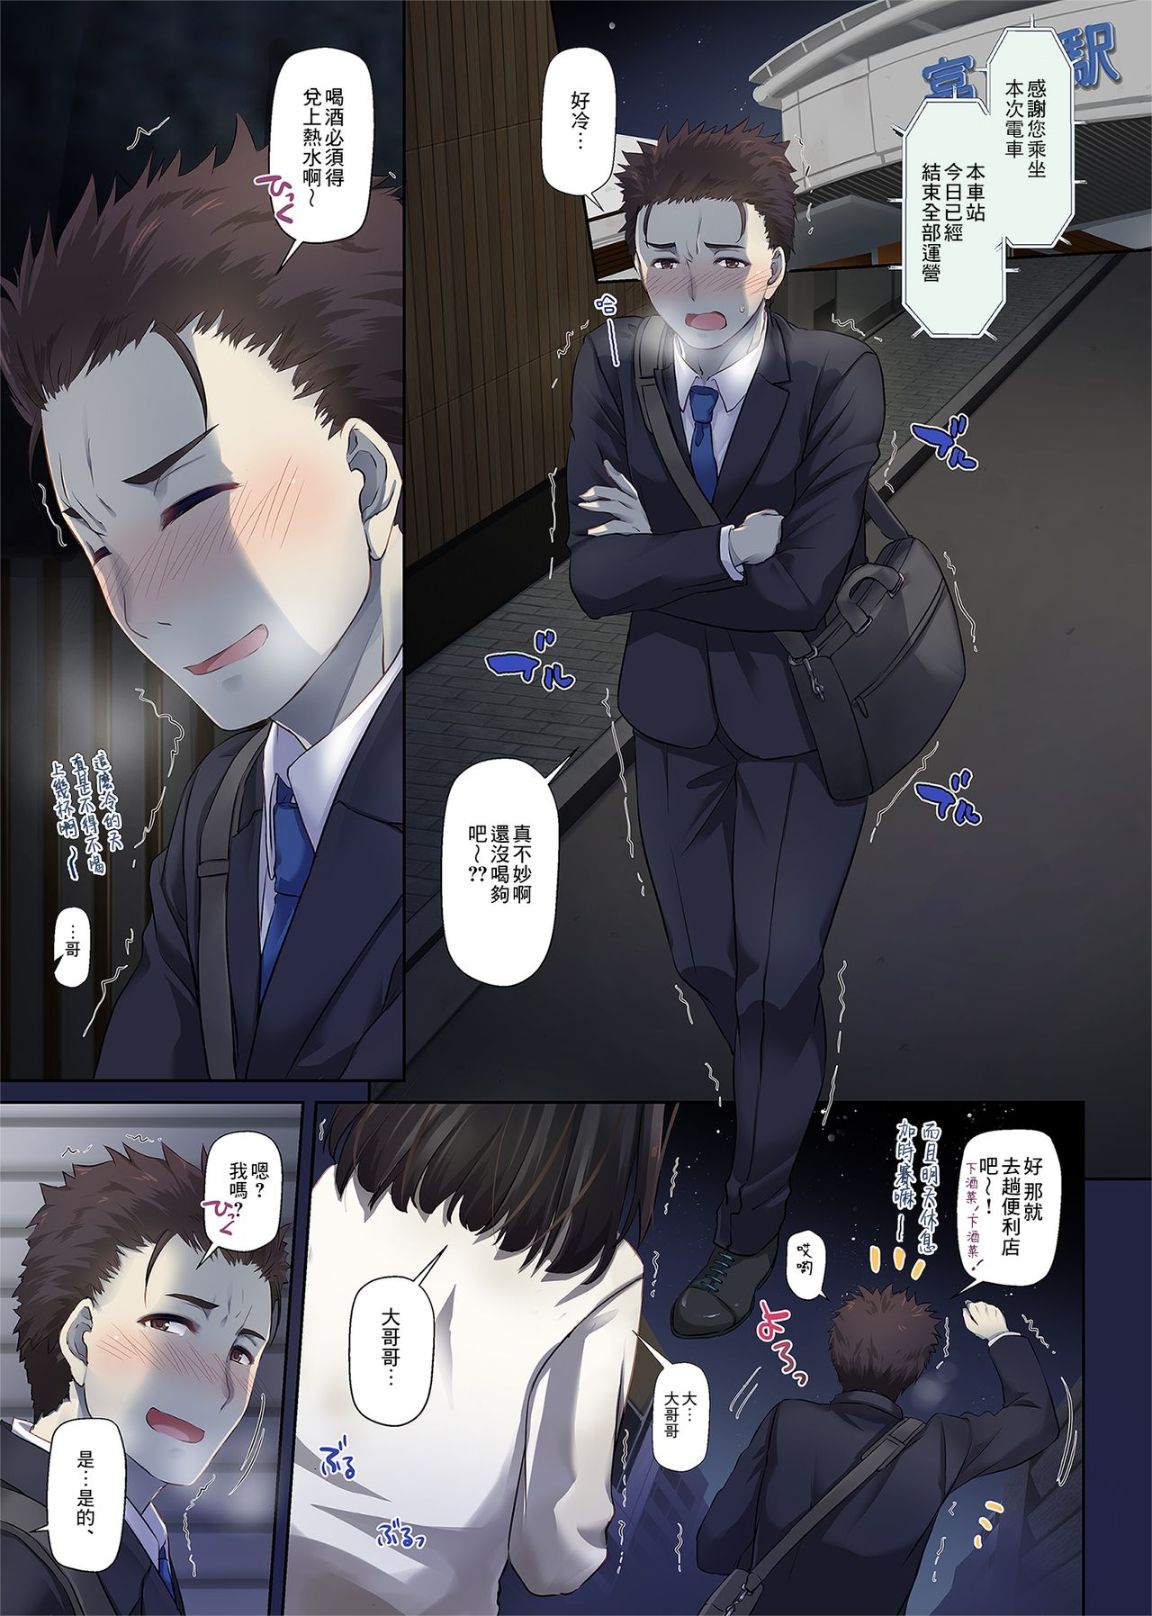 富
駅
感謝您乘坐
本次電車
本車站
今日已經
結束全部運營
好冷…
哈——
ブル
ブル
ブル
真不妙啊
還沒喝夠
吧～??
喝酒必須得
兌上熱水啊～
ひっく
這麼冷的天
真是不得不喝
上幾杯啊～
…哥
好那就
去趟便利店
吧～!
下酒菜!下酒菜!
而且明天休息
加時賽嘛～
哎喲
よろっ
大…
大哥哥
大哥哥…
ぶる
ぶるっ
嗯?
我嗎?
ひっく
是…是的、